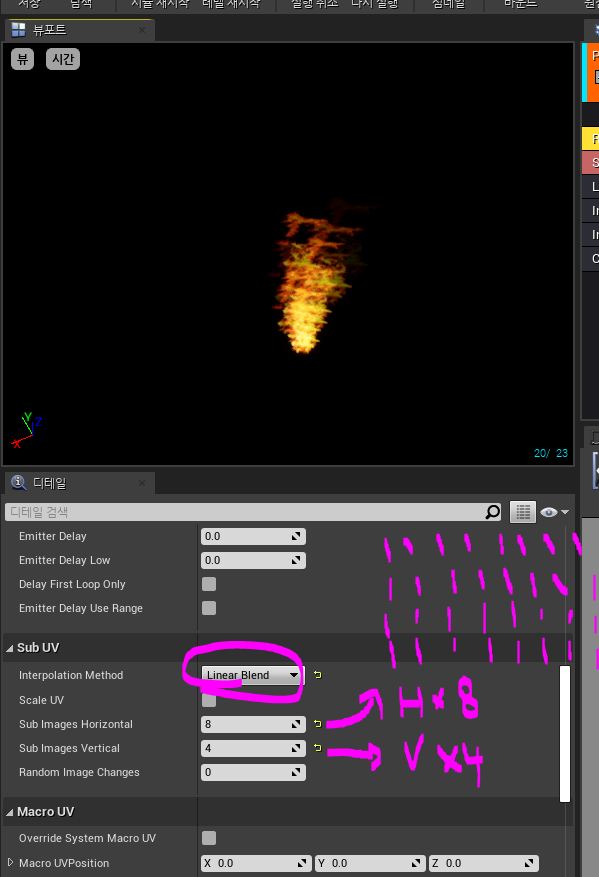 저장 검색 시뮬 재시작 레벨 재시작 실행 취소 다시 실행 썸네일 바운드
뷰포트 ×
뷰 시간
Y
Z
X
20/ 23
디테일 ×
디테일 검색
Emitter Delay 0.0
Emitter Delay Low 0.0
Delay First Loop Only
Emitter Delay Use Range
Sub UV
Interpolation Method Linear Blend
Scale UV
Sub Images Horizontal 8 H×8
Sub Images Vertical 4 V×4
Random Image Changes 0
Macro UV
Override System Macro UV
Macro UVPosition X 0.0 Y 0.0 Z 0.0